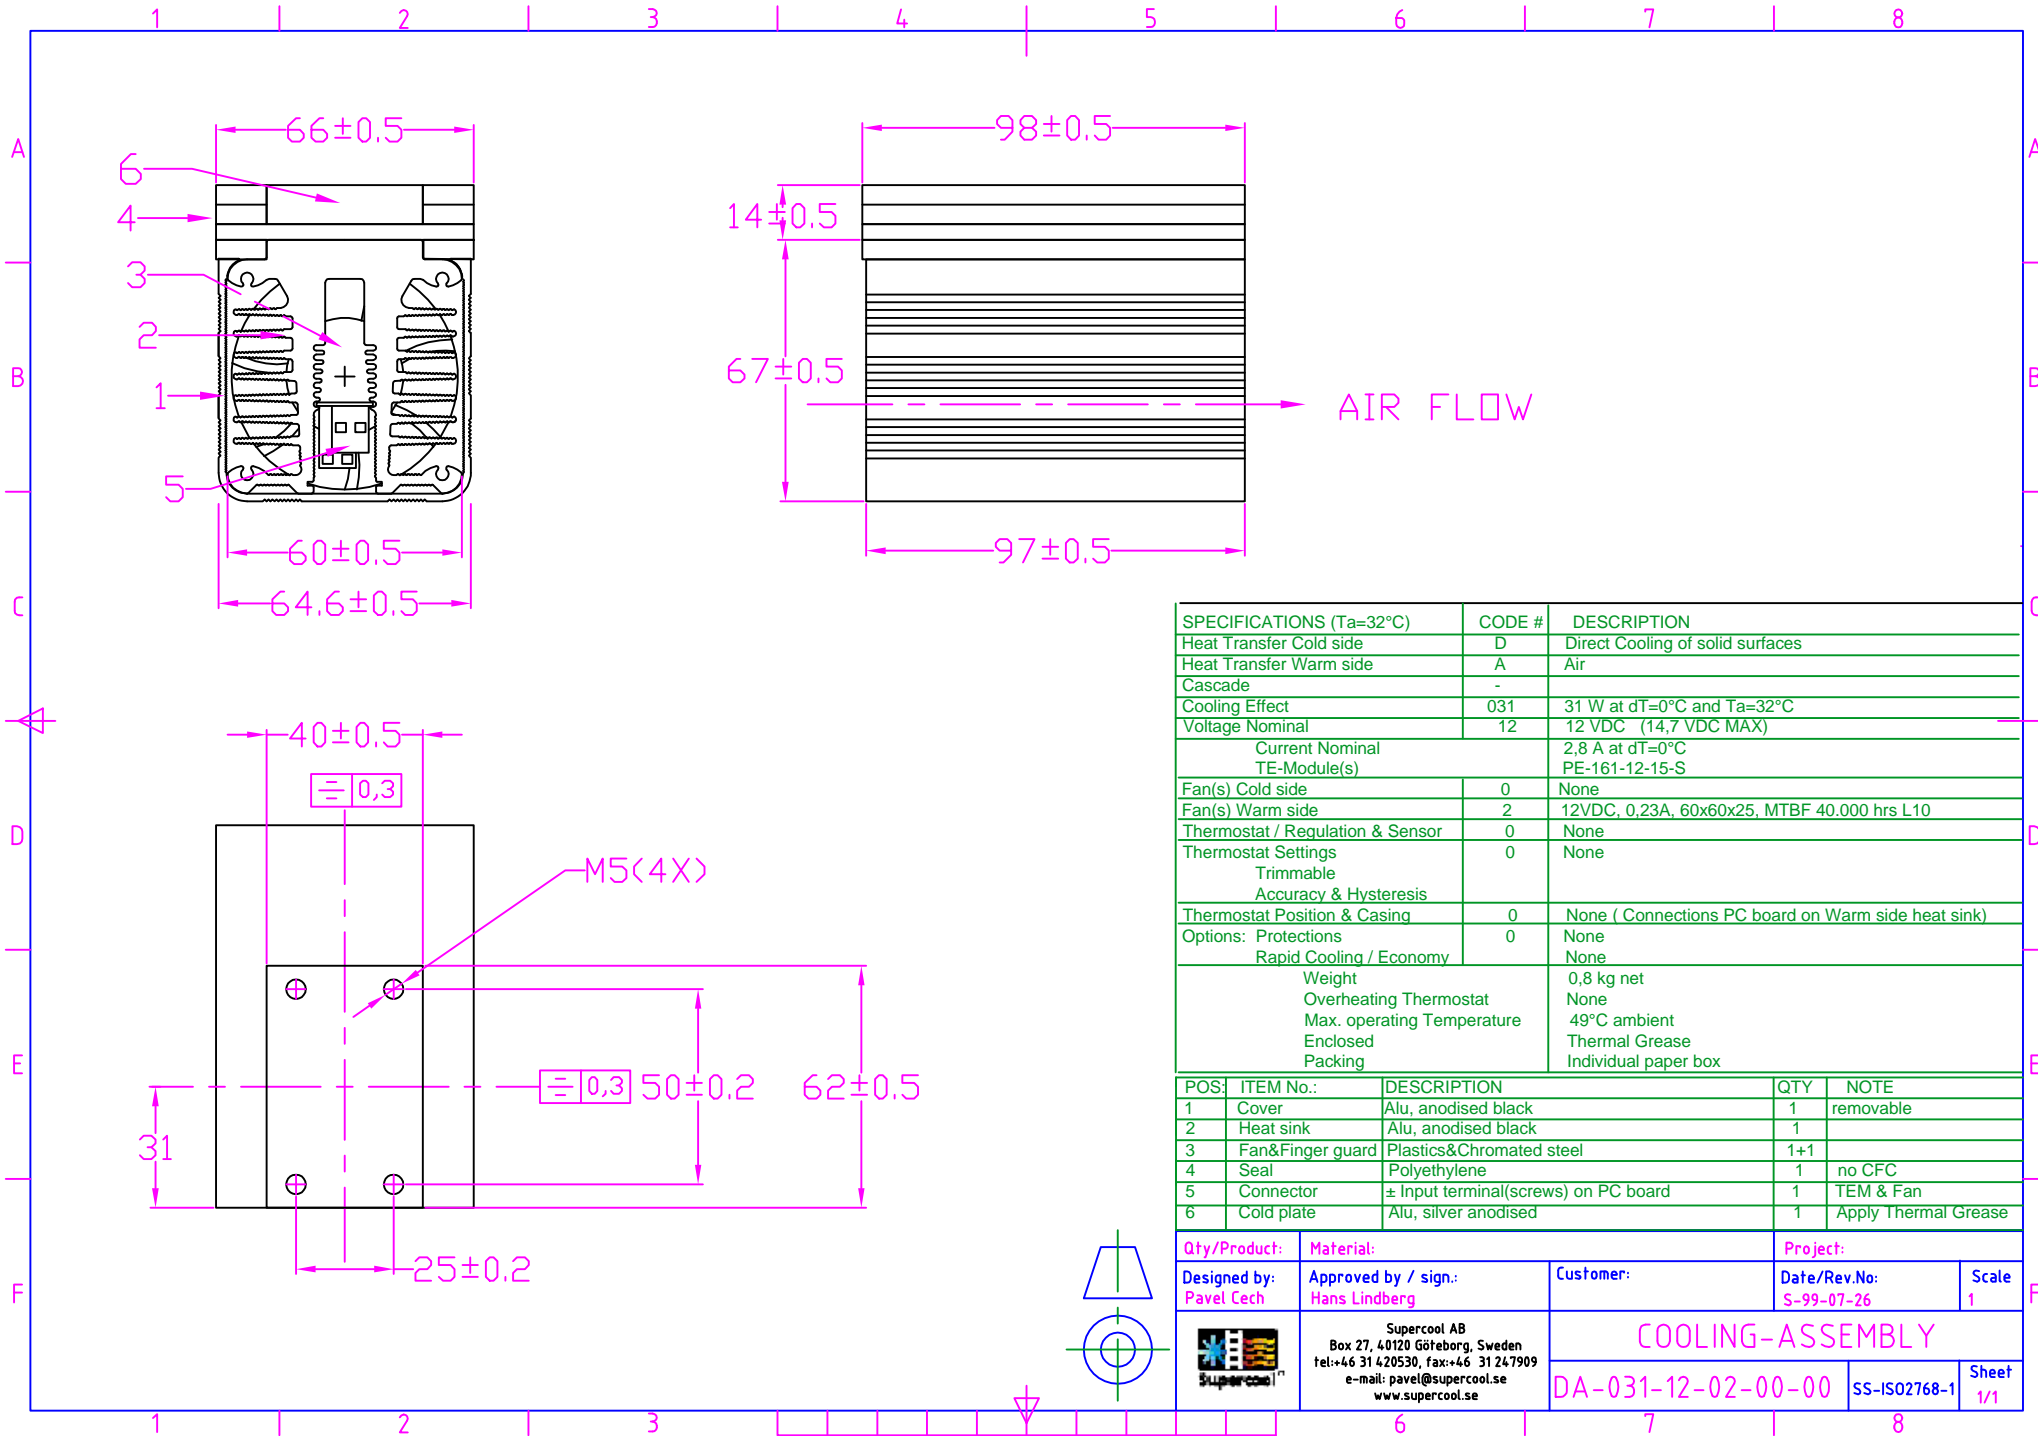 1 2 3 4 5 6 7 8
A A
B B
C C
D D
E E
F F
66±0.5
98±0.5
6
4
14±0.5
3
2
67±0.5
1
AIR FLOW
5
60±0.5
97±0.5
64.6±0.5
40±0.5
0,3
M5(4X)
0,3 50±0.2 62±0.5
31
25±0.2
SPECIFICATIONS (Ta=32°C) CODE # DESCRIPTION
Heat Transfer Cold side D Direct Cooling of solid surfaces
Heat Transfer Warm side A Air
Cascade -
Cooling Effect 031 31 W at dT=0°C and Ta=32°C
Voltage Nominal 12 12 VDC (14,7 VDC MAX)
Current Nominal 2,8 A at dT=0°C
TE-Module(s) PE-161-12-15-S
Fan(s) Cold side 0 None
Fan(s) Warm side 2 12VDC, 0,23A, 60x60x25, MTBF 40.000 hrs L10
Thermostat / Regulation & Sensor 0 None
Thermostat Settings 0 None
Trimmable
Accuracy & Hysteresis
Thermostat Position & Casing 0 None ( Connections PC board on Warm side heat sink)
Options: Protections 0 None
Rapid Cooling / Economy None
Weight 0,8 kg net
Overheating Thermostat None
Max. operating Temperature 49°C ambient
Enclosed Thermal Grease
Packing Individual paper box
POS: ITEM No.: DESCRIPTION QTY NOTE
1 Cover Alu, anodised black 1 removable
2 Heat sink Alu, anodised black 1
3 Fan&Finger guard Plastics&Chromated steel 1+1
4 Seal Polyethylene 1 no CFC
5 Connector ± Input terminal(screws) on PC board 1 TEM & Fan
6 Cold plate Alu, silver anodised 1 Apply Thermal Grease
Qty/Product: Material: Project:
Designed by: Approved by / sign.: Customer: Date/Rev.No: Scale
Pavel Cech Hans Lindberg S-99-07-26 1
supercool
Supercool AB
Box 27, 40120 Göteborg, Sweden
tel:+46 31 420530, fax:+46 31 247909
e-mail: pavel@supercool.se
www.supercool.se
COOLING-ASSEMBLY
DA-031-12-02-00-00 SS-ISO2768-1 Sheet
1/1
1 2 3 6 7 8